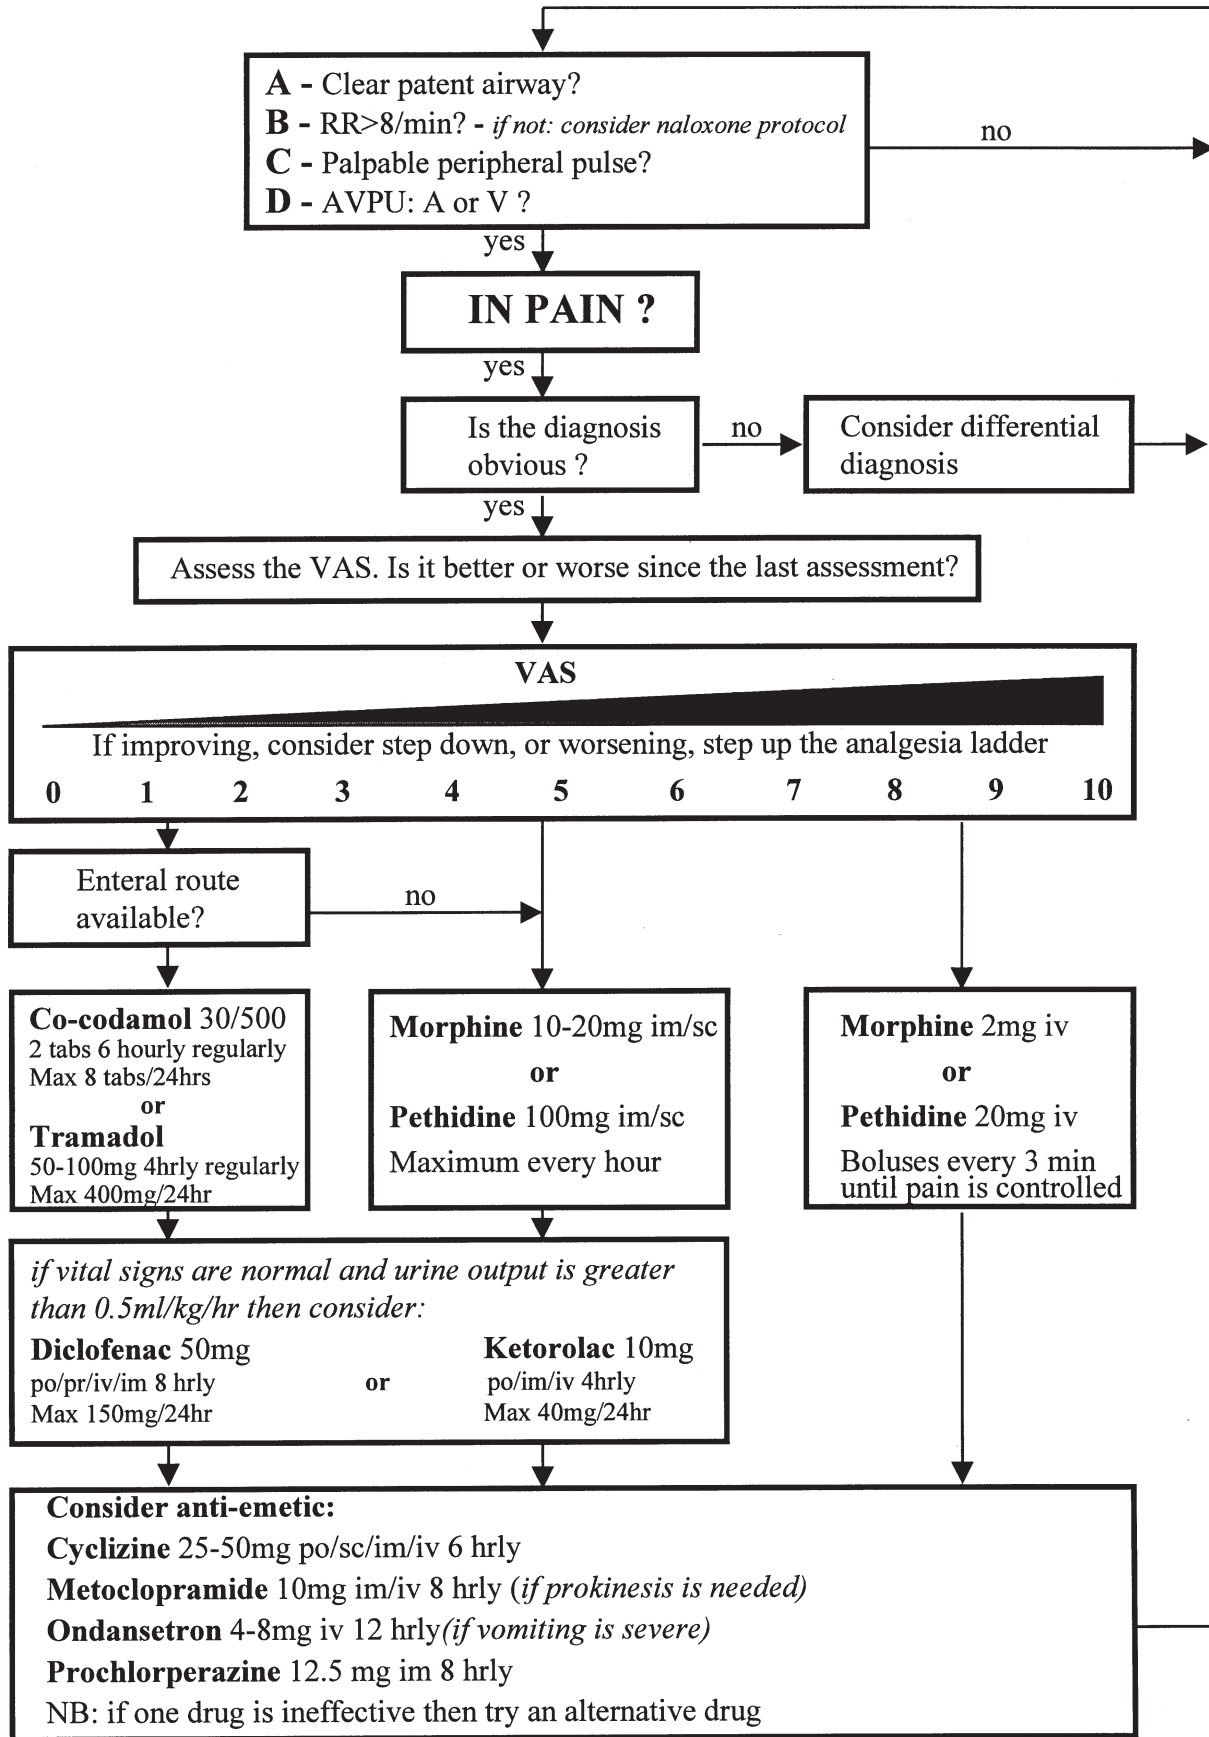 A - Clear patent airway?
B - RR>8/min? - if not: consider naloxone protocol
C - Palpable peripheral pulse?
D - AVPU: A or V ?
no
yes
IN PAIN ?
yes
Is the diagnosis
obvious ?
no
Consider differential
diagnosis
yes
Assess the VAS. Is it better or worse since the last assessment?
VAS
If improving, consider step down, or worsening, step up the analgesia ladder
0 1 2 3 4 5 6 7 8 9 10
Enteral route
available?
no
Co-codamol 30/500
2 tabs 6 hourly regularly
Max 8 tabs/24hrs
or
Tramadol
50-100mg 4hrly regularly
Max 400mg/24hr
Morphine 10-20mg im/sc
or
Pethidine 100mg im/sc
Maximum every hour
Morphine 2mg iv
or
Pethidine 20mg iv
Boluses every 3 min
until pain is controlled
if vital signs are normal and urine output is greater
than 0.5ml/kg/hr then consider:
Diclofenac 50mg
po/pr/iv/im 8 hrly
Max 150mg/24hr
or
Ketorolac 10mg
po/im/iv 4hrly
Max 40mg/24hr
Consider anti-emetic:
Cyclizine 25-50mg po/sc/im/iv 6 hrly
Metoclopramide 10mg im/iv 8 hrly (if prokinesis is needed)
Ondansetron 4-8mg iv 12 hrly(if vomiting is severe)
Prochlorperazine 12.5 mg im 8 hrly
NB: if one drug is ineffective then try an alternative drug